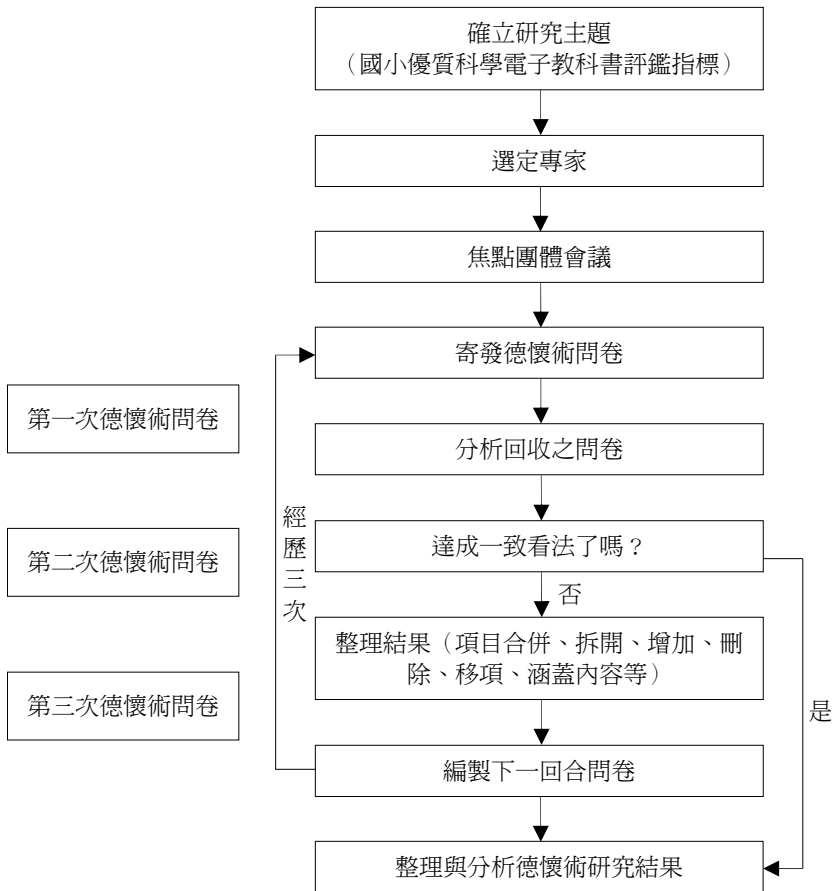 確立研究主題
（國小優質科學電子教科書評鑑指標）
選定專家
焦點團體會議
寄發德懷術問卷
第一次德懷術問卷
分析回收之問卷
經歷三次
第二次德懷術問卷
達成一致看法了嗎？
否
整理結果（項目合併、拆開、增加、刪
除、移項、涵蓋內容等）
第三次德懷術問卷
是
編製下一回合問卷
整理與分析德懷術研究結果